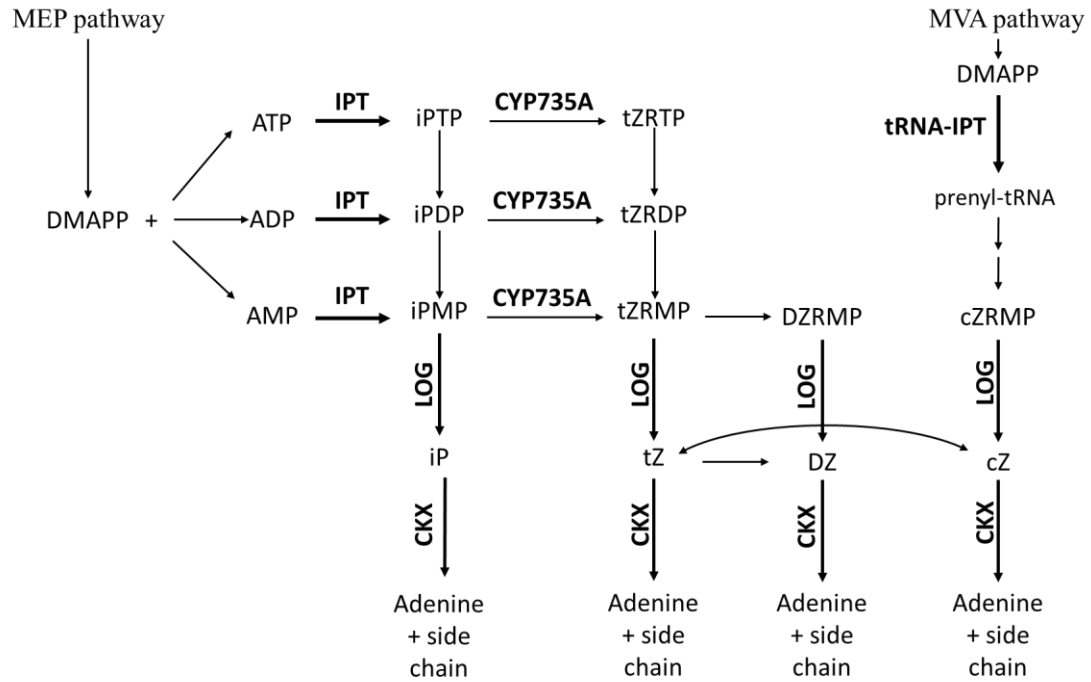 MEP pathway
MVA pathway
DMAPP
IPT
CYP735A
ATP
iPTP
tZRTP
tRNA-IPT
prenyl-tRNA
IPT
CYP735A
DMAPP +
ADP
iPDP
tZRDP
IPT
CYP735A
AMP
iPMP
tZRMP
DZRMP
cZRMP
LOG
LOG
LOG
LOG
iP
tZ
DZ
cZ
CKX
CKX
CKX
CKX
Adenine
+ side
chain
Adenine
+ side
chain
Adenine
+ side
chain
Adenine
+ side
chain